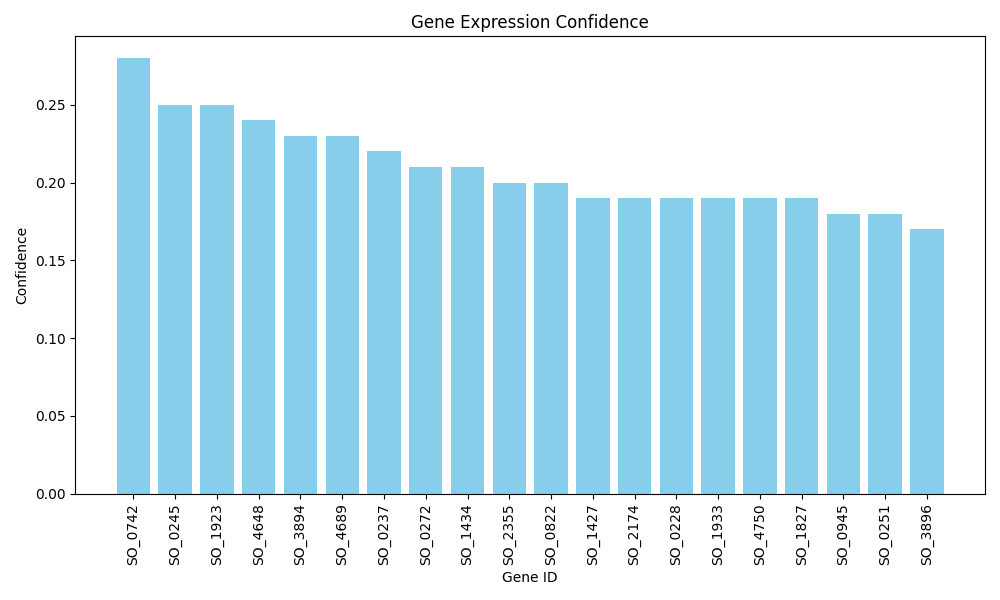 Gene Expression Confidence
Confidence
0.25
0.20
0.15
0.10
0.05
0.00
SO_0742
SO_0245
SO_1923
SO_4648
SO_3894
SO_4689
SO_0237
SO_0272
SO_1434
SO_2355
SO_0822
SO_1427
SO_2174
SO_0228
SO_1933
SO_4750
SO_1827
SO_0945
SO_0251
SO_3896
Gene ID